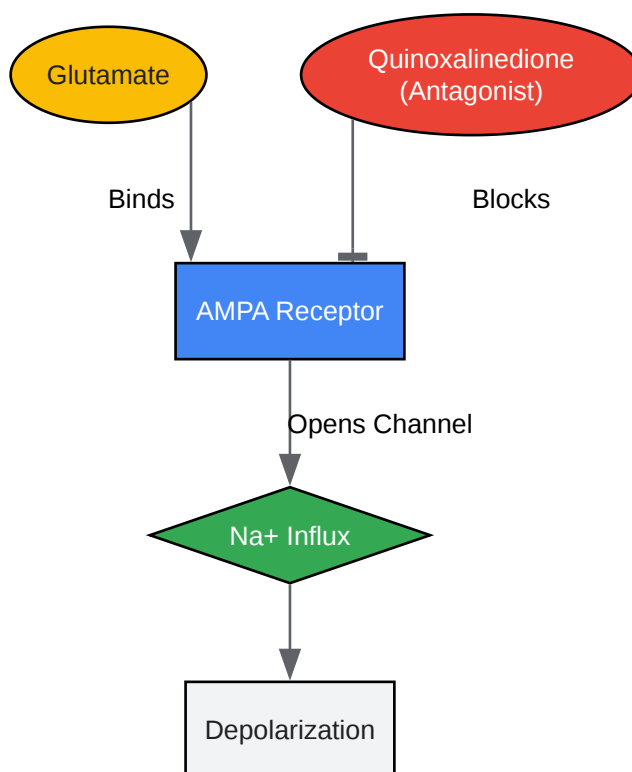 Glutamate
Quinoxalinedione
(Antagonist)
Binds
Blocks
AMPA Receptor
Opens Channel
Na+ Influx
Depolarization